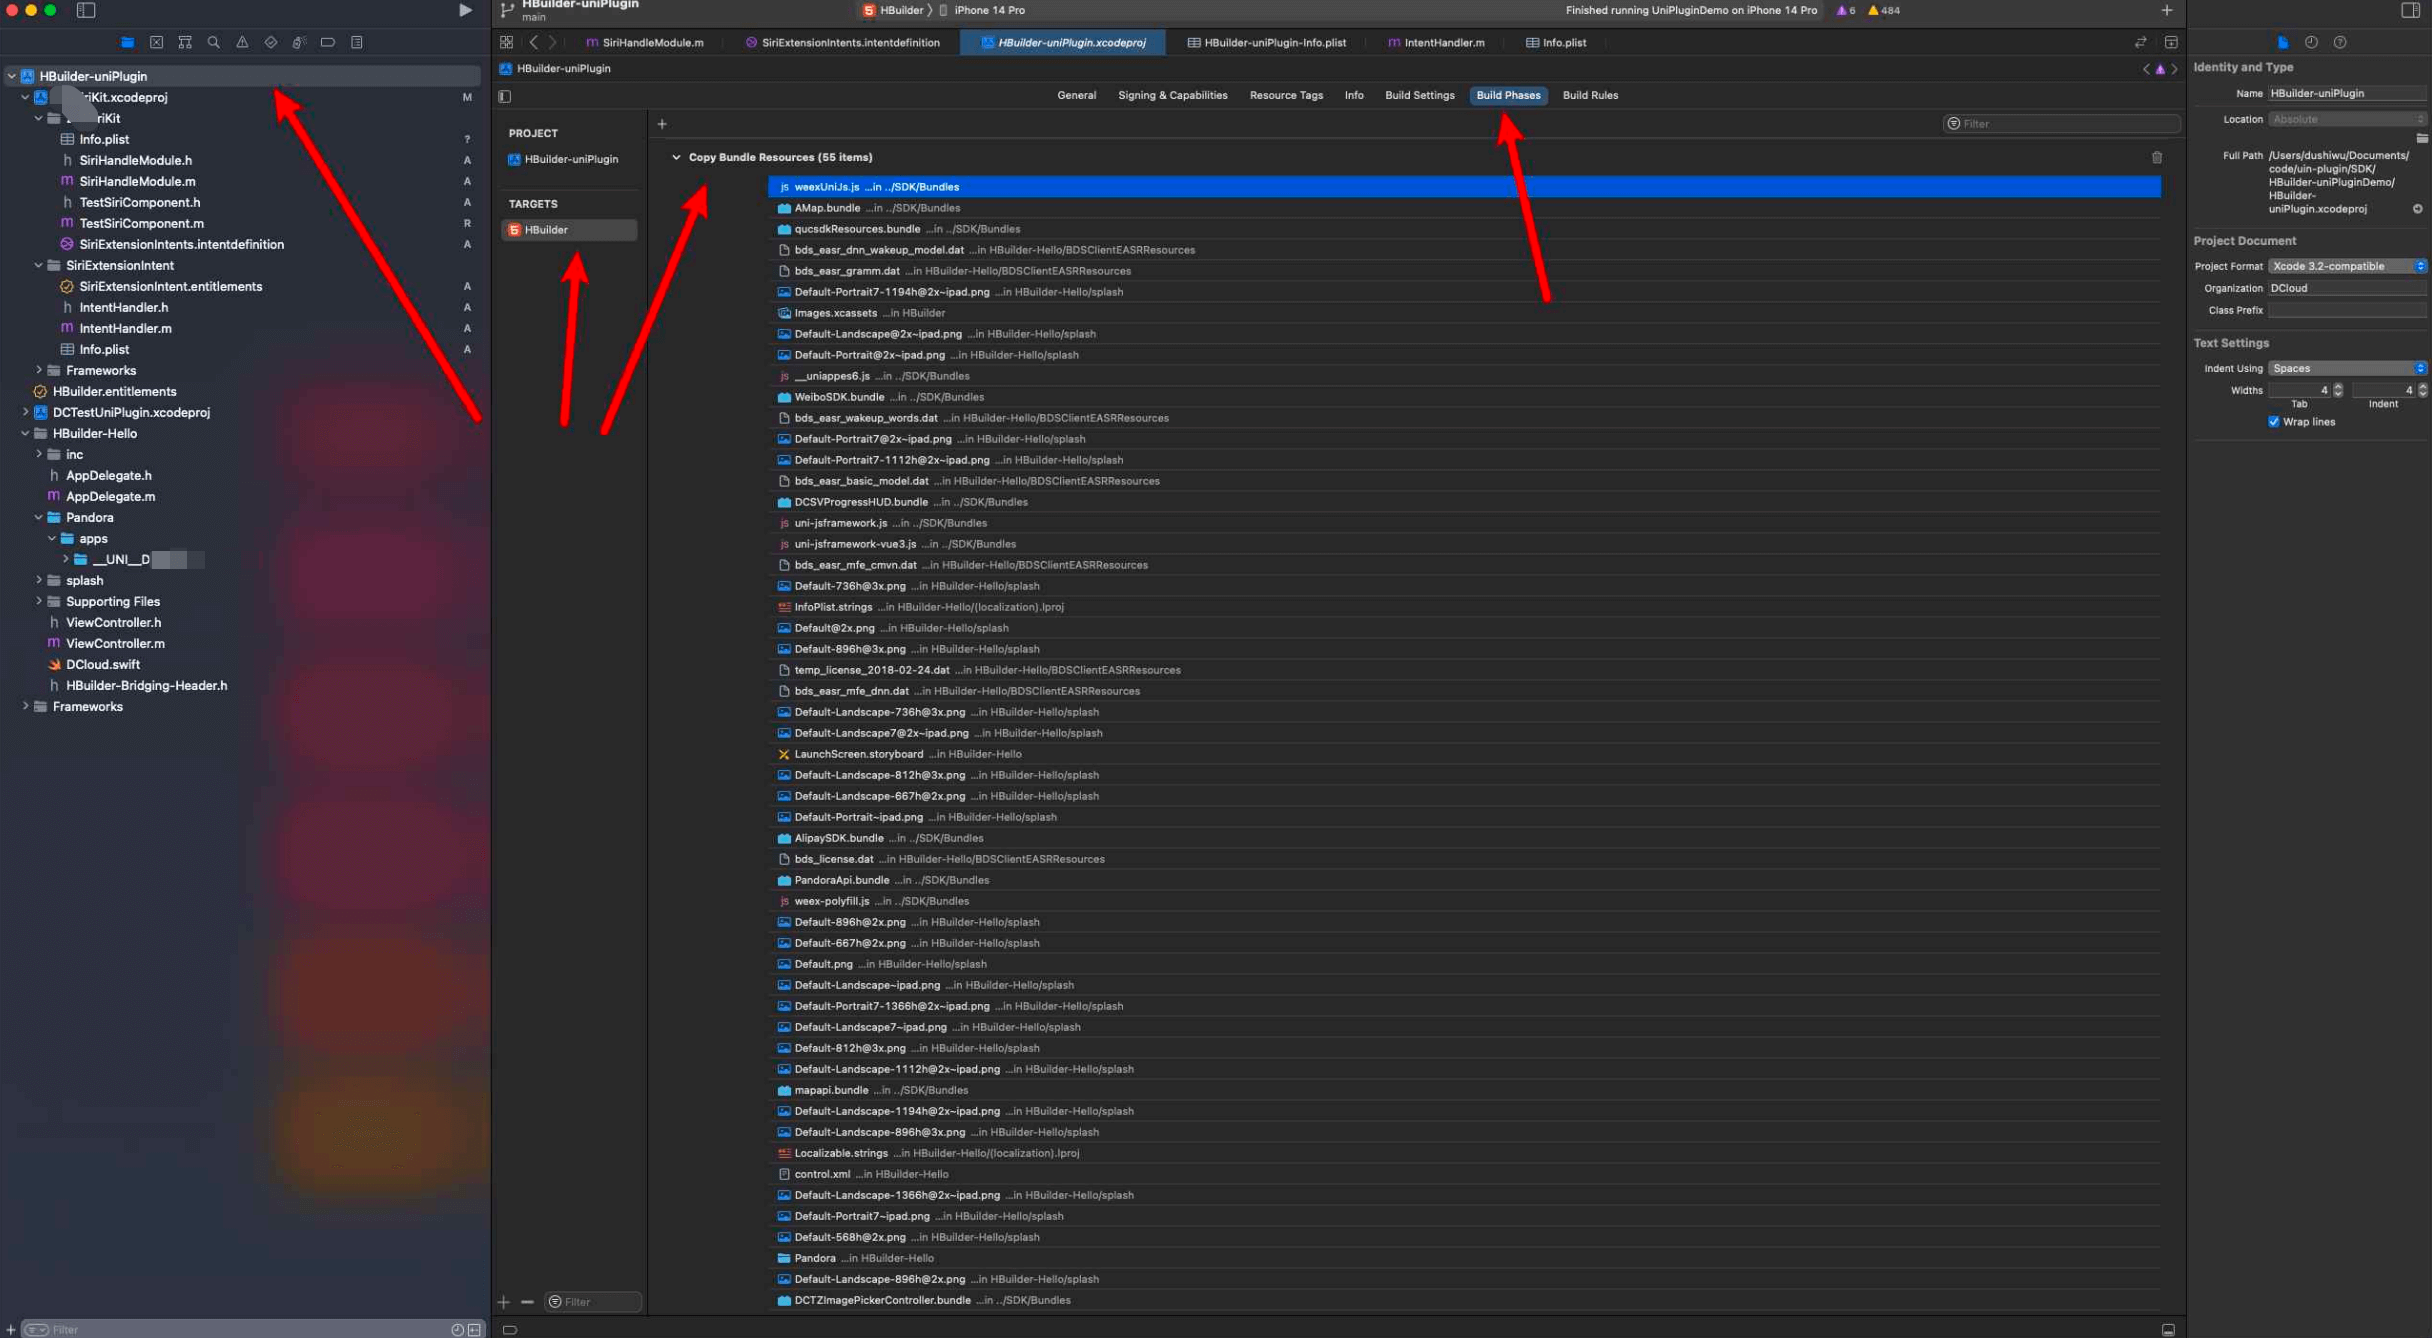 HBuilder-uniPlugin
main
HBuilder
iPhone 14 Pro
Finished running UniPluginDemo on iPhone 14 Pro
6
484
SiriHandleModule.m
SiriExtensionIntents.intentdefinition
HBuilder-uniPlugin.xcodeproj
HBuilder-uniPlugin-Info.plist
IntentHandler.m
Info.plist
HBuilder-uniPlugin
General
Signing & Capabilities
Resource Tags
Info
Build Settings
Build Phases
Build Rules
HBuilder-uniPlugin
riKit.xcodeproj M
riKit
Info.plist ?
SiriHandleModule.h A
SiriHandleModule.m A
TestSiriComponent.h A
TestSiriComponent.m R
SiriExtensionIntents.intentdefinition A
SiriExtensionIntent
SiriExtensionIntent.entitlements A
IntentHandler.h A
IntentHandler.m A
Info.plist A
Frameworks
HBuilder.entitlements
DCTestUniPlugin.xcodeproj
HBuilder-Hello
inc
AppDelegate.h
AppDelegate.m
Pandora
apps
__UNI__D
splash
Supporting Files
ViewController.h
ViewController.m
DCloud.swift
HBuilder-Bridging-Header.h
Frameworks
Filter
PROJECT
HBuilder-uniPlugin
TARGETS
HBuilder
Filter
Filter
Copy Bundle Resources (55 items)
weexUniJs.js ...in ../SDK/Bundles
AMap.bundle ...in ../SDK/Bundles
qucsdkResources.bundle ...in ../SDK/Bundles
bds_easr_dnn_wakeup_model.dat ...in HBuilder-Hello/BDSClientEASRResources
bds_easr_gramm.dat ...in HBuilder-Hello/BDSClientEASRResources
Default-Portrait7-1194h@2x~ipad.png ...in HBuilder-Hello/splash
Images.xcassets ...in HBuilder
Default-Landscape@2x~ipad.png ...in HBuilder-Hello/splash
Default-Portrait@2x~ipad.png ...in HBuilder-Hello/splash
__uniappes6.js ...in ../SDK/Bundles
WeiboSDK.bundle ...in ../SDK/Bundles
bds_easr_wakeup_words.dat ...in HBuilder-Hello/BDSClientEASRResources
Default-Portrait7@2x~ipad.png ...in HBuilder-Hello/splash
Default-Portrait7-1112h@2x~ipad.png ...in HBuilder-Hello/splash
bds_easr_basic_model.dat ...in HBuilder-Hello/BDSClientEASRResources
DCSVProgressHUD.bundle ...in ../SDK/Bundles
uni-jsframework.js ...in ../SDK/Bundles
uni-jsframework-vue3.js ...in ../SDK/Bundles
bds_easr_mfe_cmvn.dat ...in HBuilder-Hello/BDSClientEASRResources
Default-736h@3x.png ...in HBuilder-Hello/splash
InfoPlist.strings ...in HBuilder-Hello/(localization).lproj
Default@2x.png ...in HBuilder-Hello/splash
Default-896h@3x.png ...in HBuilder-Hello/splash
temp_license_2018-02-24.dat ...in HBuilder-Hello/BDSClientEASRResources
bds_easr_mfe_dnn.dat ...in HBuilder-Hello/BDSClientEASRResources
Default-Landscape-736h@3x.png ...in HBuilder-Hello/splash
Default-Landscape7@2x~ipad.png ...in HBuilder-Hello/splash
LaunchScreen.storyboard ...in HBuilder-Hello
Default-Landscape-812h@3x.png ...in HBuilder-Hello/splash
Default-Landscape-667h@2x.png ...in HBuilder-Hello/splash
Default-Portrait~ipad.png ...in HBuilder-Hello/splash
AlipaySDK.bundle ...in ../SDK/Bundles
bds_license.dat ...in HBuilder-Hello/BDSClientEASRResources
PandoraApi.bundle ...in ../SDK/Bundles
weex-polyfill.js ...in ../SDK/Bundles
Default-896h@2x.png ...in HBuilder-Hello/splash
Default-667h@2x.png ...in HBuilder-Hello/splash
Default.png ...in HBuilder-Hello/splash
Default-Landscape~ipad.png ...in HBuilder-Hello/splash
Default-Portrait7-1366h@2x~ipad.png ...in HBuilder-Hello/splash
Default-Landscape7~ipad.png ...in HBuilder-Hello/splash
Default-812h@3x.png ...in HBuilder-Hello/splash
Default-Landscape-1112h@2x~ipad.png ...in HBuilder-Hello/splash
mapapi.bundle ...in ../SDK/Bundles
Default-Landscape-1194h@2x~ipad.png ...in HBuilder-Hello/splash
Default-Landscape-896h@3x.png ...in HBuilder-Hello/splash
Localizable.strings ...in HBuilder-Hello/(localization).lproj
control.xml ...in HBuilder-Hello
Default-Landscape-1366h@2x~ipad.png ...in HBuilder-Hello/splash
Default-Portrait7~ipad.png ...in HBuilder-Hello/splash
Default-568h@2x.png ...in HBuilder-Hello/splash
Pandora ...in HBuilder-Hello
Default-Landscape-896h@2x.png ...in HBuilder-Hello/splash
DCTZImagePickerController.bundle ...in ../SDK/Bundles
Identity and Type
Name HBuilder-uniPlugin
Location Absolute
Full Path /Users/dushiwu/Documents/
code/uin-plugin/SDK/
HBuilder-uniPluginDemo/
HBuilder-
uniPlugin.xcodeproj
Project Document
Project Format Xcode 3.2-compatible
Organization DCloud
Class Prefix
Text Settings
Indent Using Spaces
Widths 4 4
Tab Indent
Wrap lines